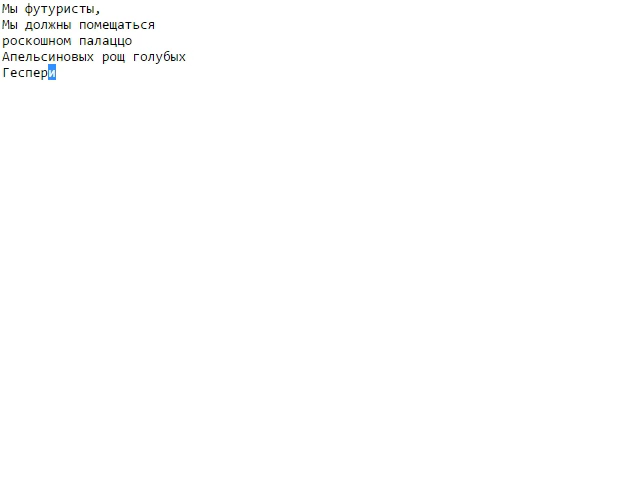 Мы футуристы,
Мы должны помещаться
роскошном палаццо
Апельсиновых рощ голубых
Геспери